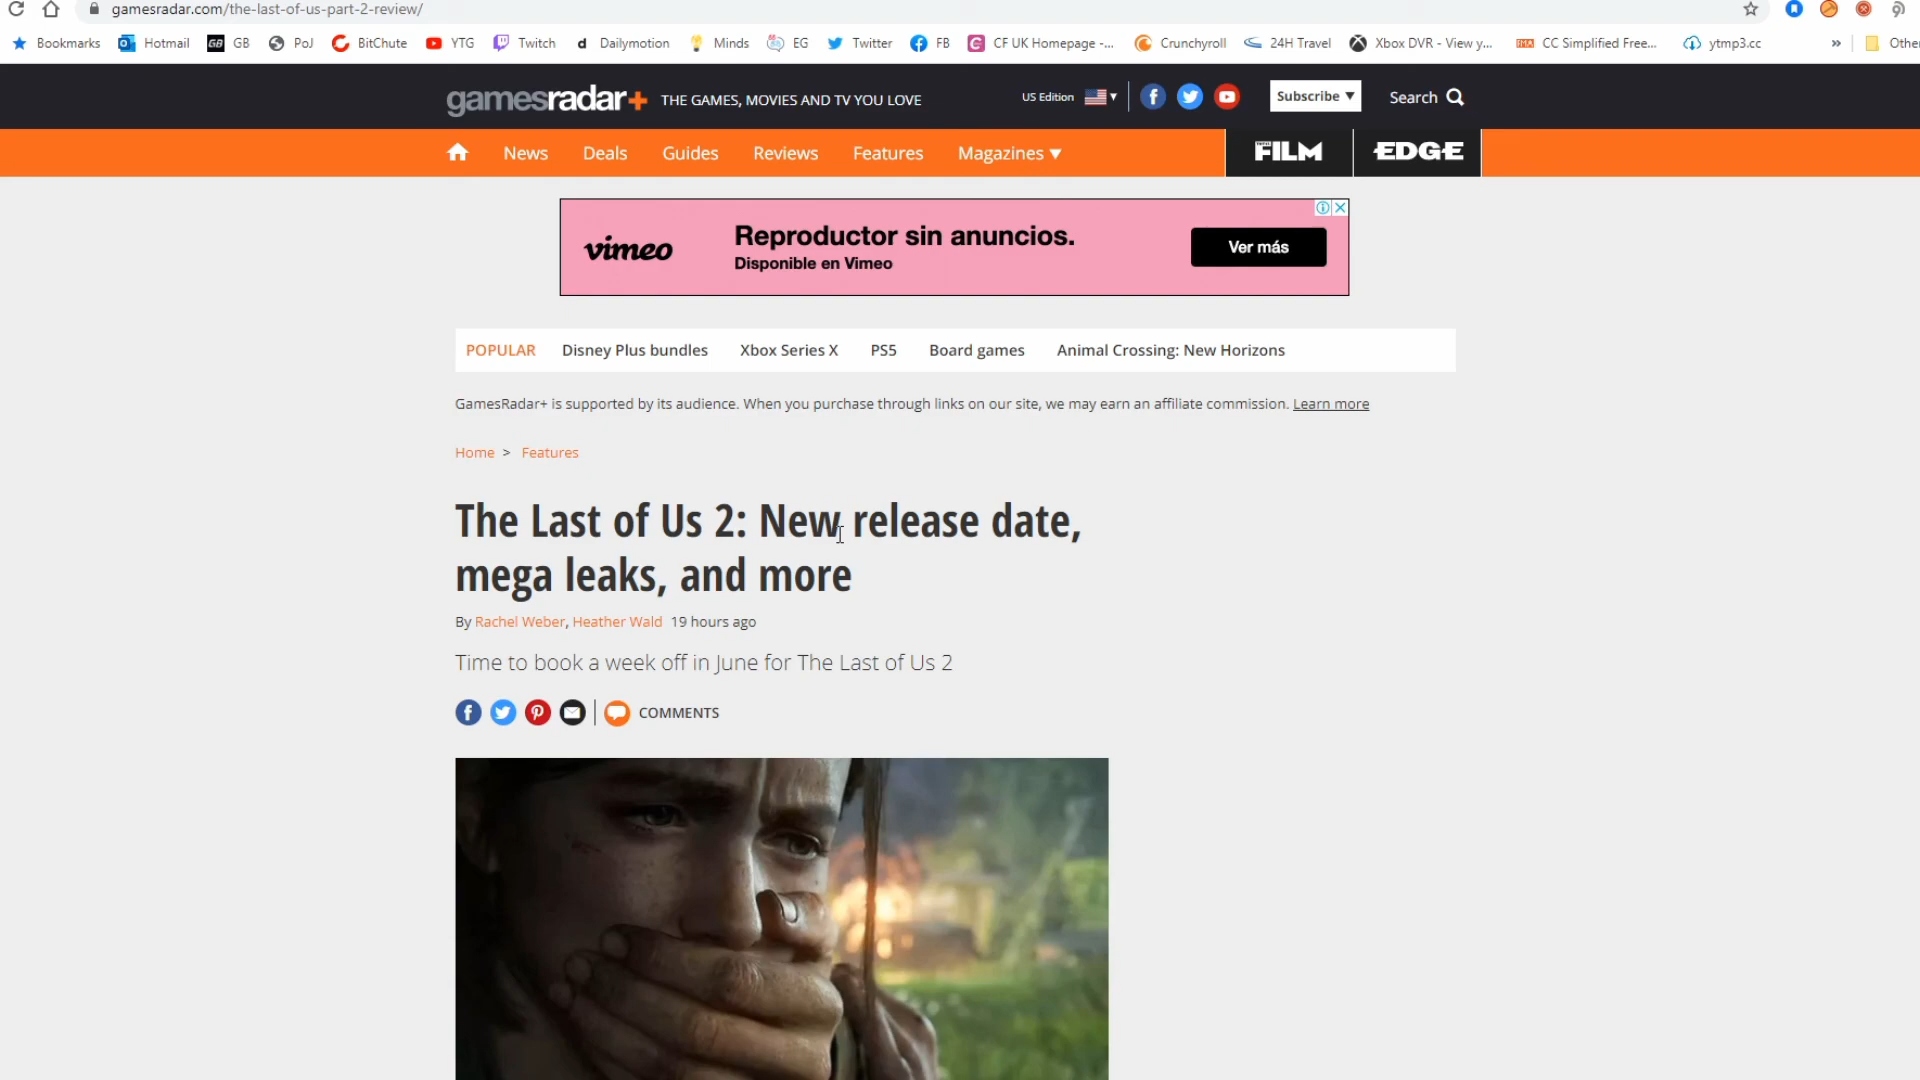 gamesradar.com/the-last-of-us-part-2-review/
Bookmarks Hotmail GB GB PoJ BitChute YTG Twitch d Dailymotion Minds EG Twitter FB CF UK Homepage -... Crunchyroll 24H Travel Xbox DVR - View y... CC Simplified Free... ytmp3.cc » Othe
gamesradar+ THE GAMES, MOVIES AND TV YOU LOVE US Edition ▼ Subscribe ▼ Search
News Deals Guides Reviews Features Magazines ▼ FILM EDGE
vimeo Reproductor sin anuncios. Ver más
Disponible en Vimeo
POPULAR Disney Plus bundles Xbox Series X PS5 Board games Animal Crossing: New Horizons
GamesRadar+ is supported by its audience. When you purchase through links on our site, we may earn an affiliate commission. Learn more
Home > Features
The Last of Us 2: New release date,
mega leaks, and more
By Rachel Weber, Heather Wald 19 hours ago
Time to book a week off in June for The Last of Us 2
COMMENTS